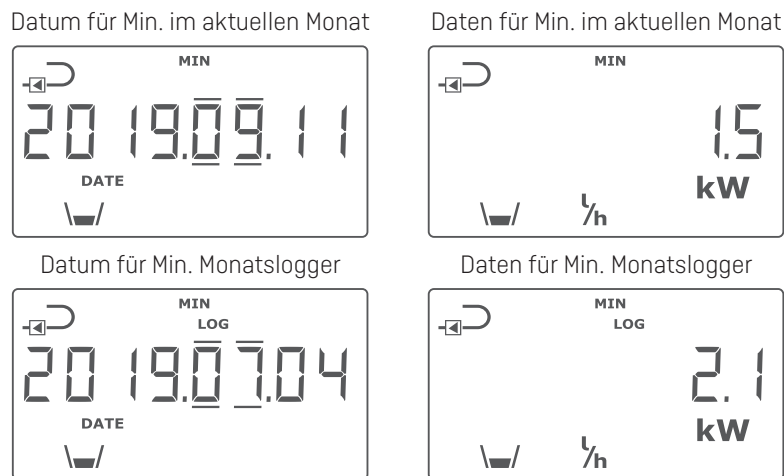 Datum für Min. im aktuellen Monat
MIN
2019.09.11
DATE
Daten für Min. im aktuellen Monat
MIN
1.5
kW
l/h
Datum für Min. Monatslogger
MIN
LOG
2019.07.04
DATE
Daten für Min. Monatslogger
MIN
LOG
2.1
kW
l/h